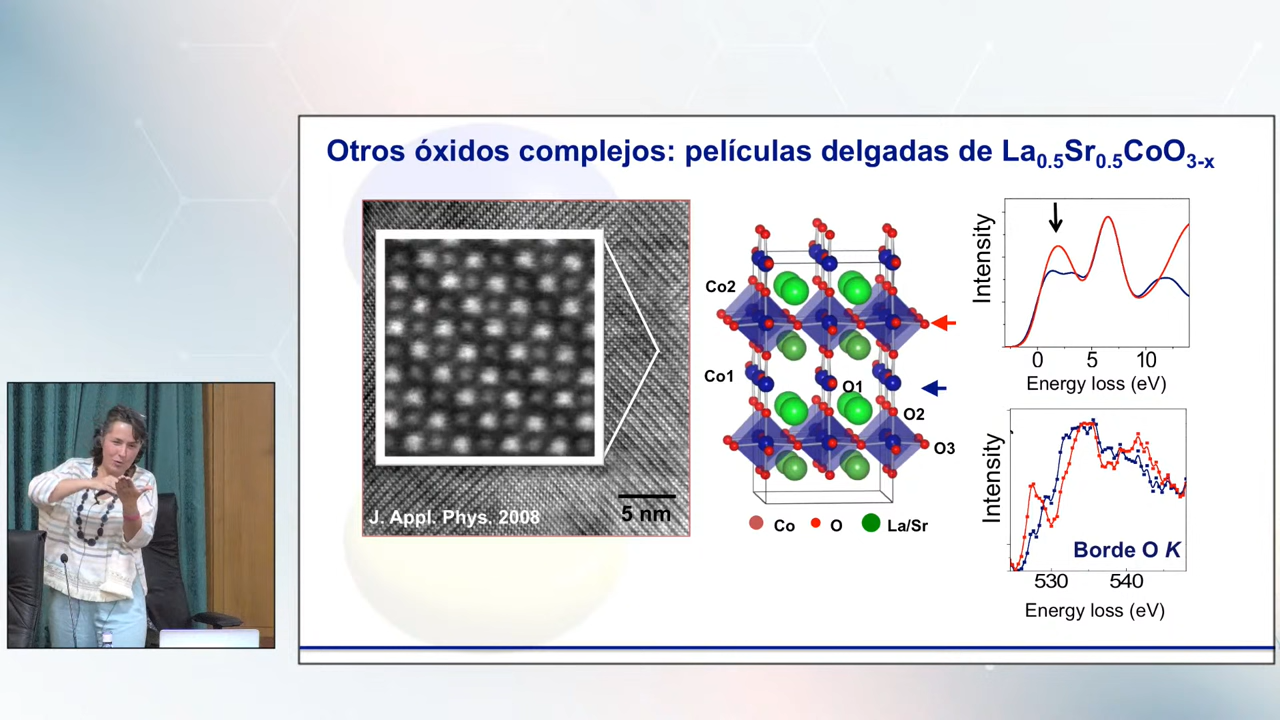 Otros óxidos complejos: películas delgadas de La0.5Sr0.5CoO3-x
J. Appl. Phys. 2008
5 nm
Co2
Co1
O1
O2
O3
Co
O
La/Sr
Intensity
0
5
10
Energy loss (eV)
Intensity
Borde O K
530
540
Energy loss (eV)